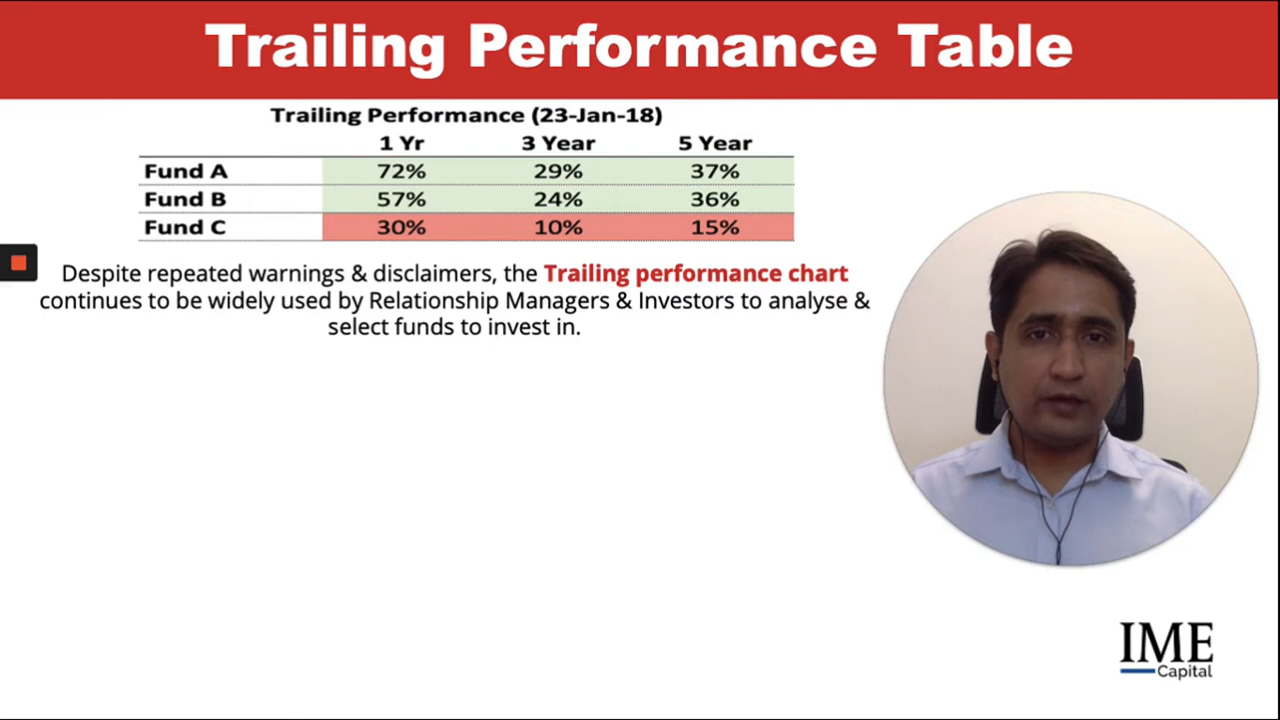 Trailing Performance Table
Trailing Performance (23-Jan-18)
1 Yr 3 Year 5 Year
Fund A 72% 29% 37%
Fund B 57% 24% 36%
Fund C 30% 10% 15%
Despite repeated warnings & disclaimers, the Trailing performance chart
continues to be widely used by Relationship Managers & Investors to analyse &
select funds to invest in.
IME
Capital